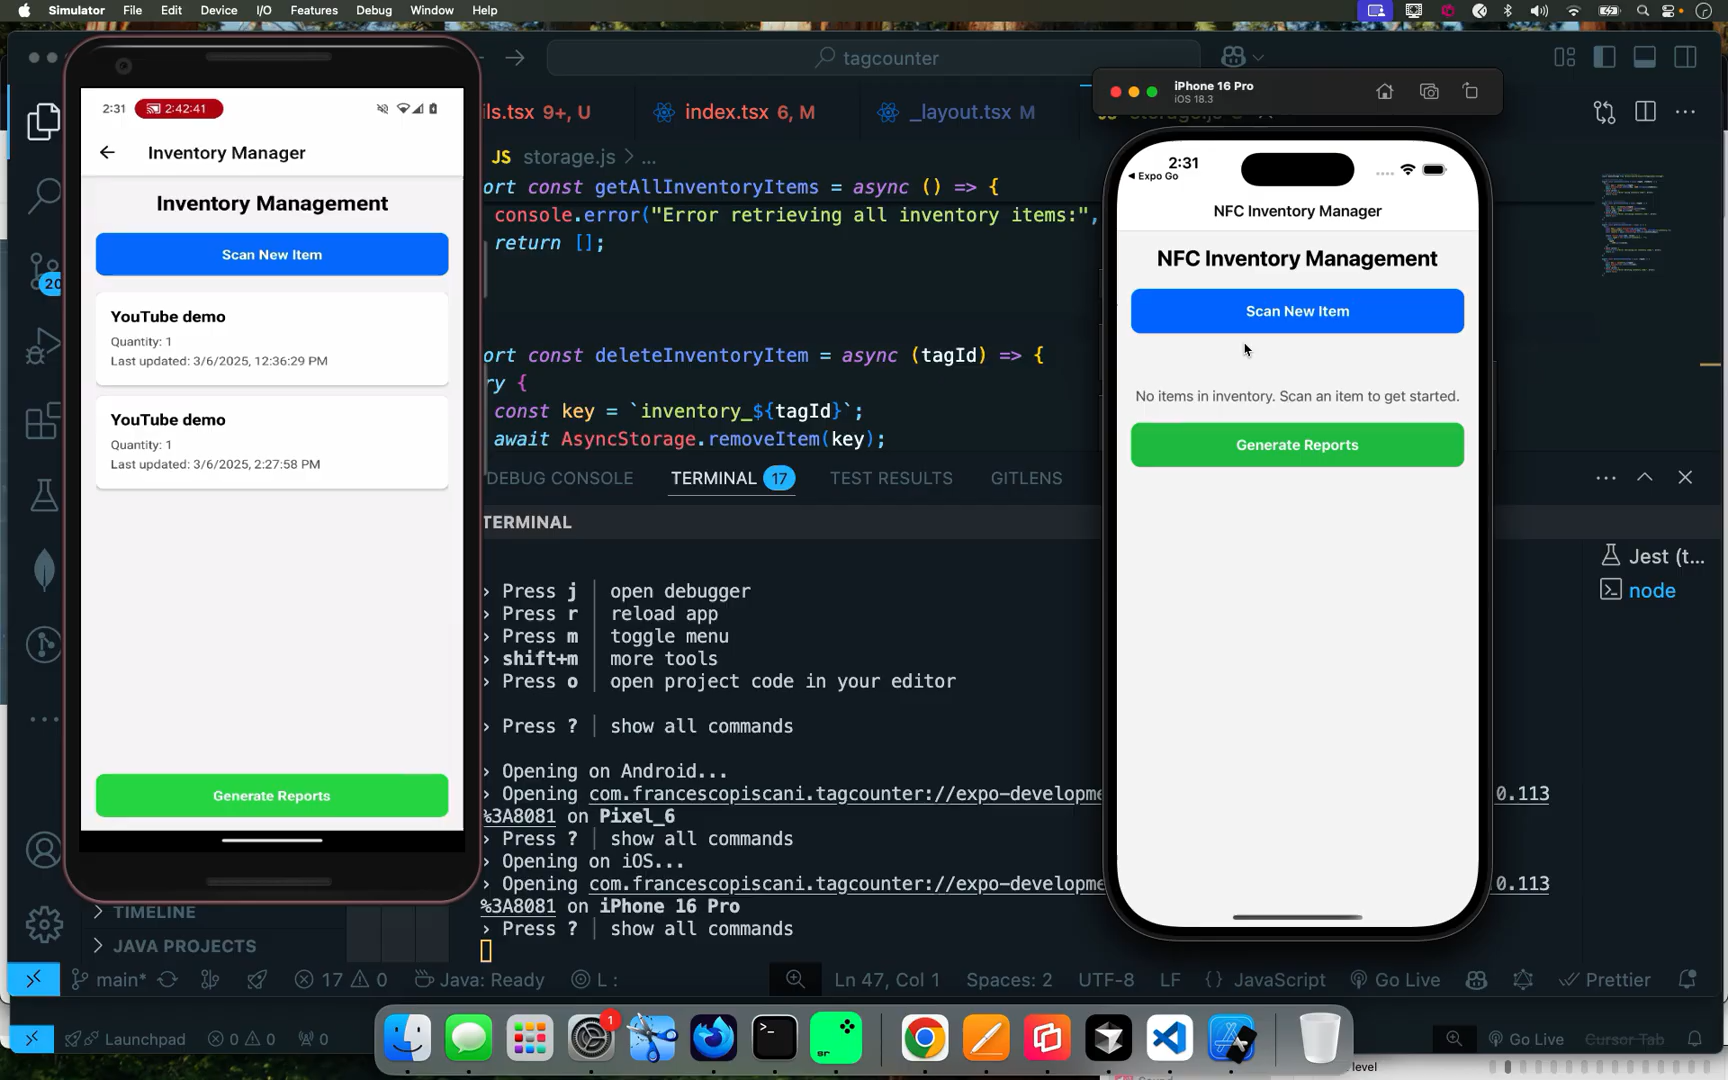 Simulator File Edit Device I/O Features Debug Window Help
tagcounter
2:31 2:42:41
Inventory Manager
Inventory Management
Scan New Item
YouTube demo
Quantity: 1
Last updated: 3/6/2025, 12:36:29 PM
YouTube demo
Quantity: 1
Last updated: 3/6/2025, 2:27:58 PM
Generate Reports
ils.tsx 9+, U
index.tsx 6, M
_layout.tsx M
JS storage.js > ...
ort const getAllInventoryItems = async () => {
console.error("Error retrieving all inventory items:",
return [];
ort const deleteInventoryItem = async (tagId) => {
ry {
const key = `inventory_${tagId}`;
await AsyncStorage.removeItem(key);
DEBUG CONSOLE TERMINAL 17 TEST RESULTS GITLENS
TERMINAL
› Press j | open debugger
› Press r | reload app
› Press m | toggle menu
› shift+m | more tools
› Press o | open project code in your editor
› Press ? | show all commands
› Opening on Android...
› Opening com.francescopiscani.tagcounter://expo-developme
0.113
%3A8081 on Pixel_6
› Press ? | show all commands
› Opening on iOS...
› Opening com.francescopiscani.tagcounter://expo-developme
0.113
%3A8081 on iPhone 16 Pro
› Press ? | show all commands
iPhone 16 Pro
iOS 18.3
2:31
Expo Go
NFC Inventory Manager
NFC Inventory Management
Scan New Item
No items in inventory. Scan an item to get started.
Generate Reports
Jest (t...
node
20
TIMELINE
JAVA PROJECTS
main* 17 0 Java: Ready L : Ln 47, Col 1 Spaces: 2 UTF-8 LF {} JavaScript Go Live Prettier
Launchpad 0 0 0 Go Live Cursor Tab
1
level